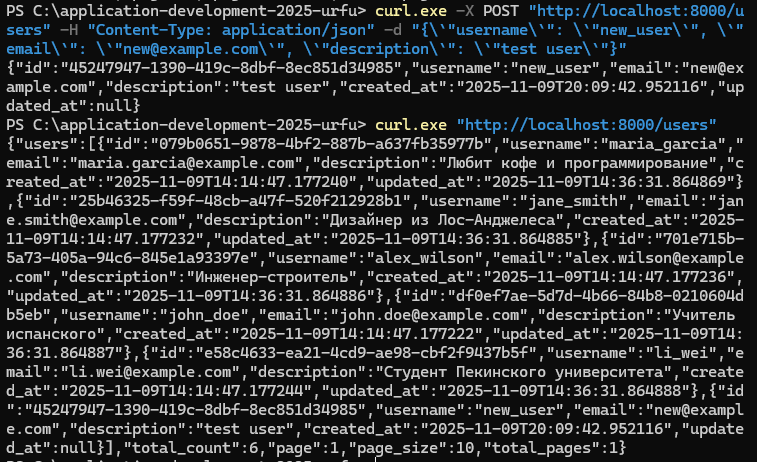 PS C:\application-development-2025-urfu> curl.exe -X POST "http://localhost:8000/u
sers" -H "Content-Type: application/json" -d "{\`"username\`": \`"new_user\`", \`"
email\`": \`"new@example.com\`", \`"description\`": \`"test user\`"}"
{"id":"45247947-1390-419c-8dbf-8ec851d34985","username":"new_user","email":"new@ex
ample.com","description":"test user","created_at":"2025-11-09T20:09:42.952116","up
dated_at":null}
PS C:\application-development-2025-urfu> curl.exe "http://localhost:8000/users"
{"users":[{"id":"079b0651-9878-4bf2-887b-a637fb35977b","username":"maria_garcia","
email":"maria.garcia@example.com","description":"Любит кофе и программирование","c
reated_at":"2025-11-09T14:14:47.177240","updated_at":"2025-11-09T14:36:31.864869"}
,{"id":"25b46325-f59f-48cb-a47f-520f212928b1","username":"jane_smith","email":"jan
e.smith@example.com","description":"Дизайнер из Лос-Анджелеса","created_at":"2025-
11-09T14:14:47.177232","updated_at":"2025-11-09T14:36:31.864885"},{"id":"701e715b-
5a73-405a-94c6-845e1a93397e","username":"alex_wilson","email":"alex.wilson@example
.com","description":"Инженер-строитель","created_at":"2025-11-09T14:14:47.177236",
"updated_at":"2025-11-09T14:36:31.864886"},{"id":"df0ef7ae-5d7d-4b66-84b8-0210604d
b5eb","username":"john_doe","email":"john.doe@example.com","description":"Учитель
испанского","created_at":"2025-11-09T14:14:47.177222","updated_at":"2025-11-09T14:
36:31.864887"},{"id":"e58c4633-ea21-4cd9-ae98-cbf2f9437b5f","username":"li_wei","e
mail":"li.wei@example.com","description":"Студент Пекинского университета","create
d_at":"2025-11-09T14:14:47.177244","updated_at":"2025-11-09T14:36:31.864888"},{"id
":"45247947-1390-419c-8dbf-8ec851d34985","username":"new_user","email":"new@exampl
e.com","description":"test user","created_at":"2025-11-09T20:09:42.952116","update
d_at":null}],"total_count":6,"page":1,"page_size":10,"total_pages":1}